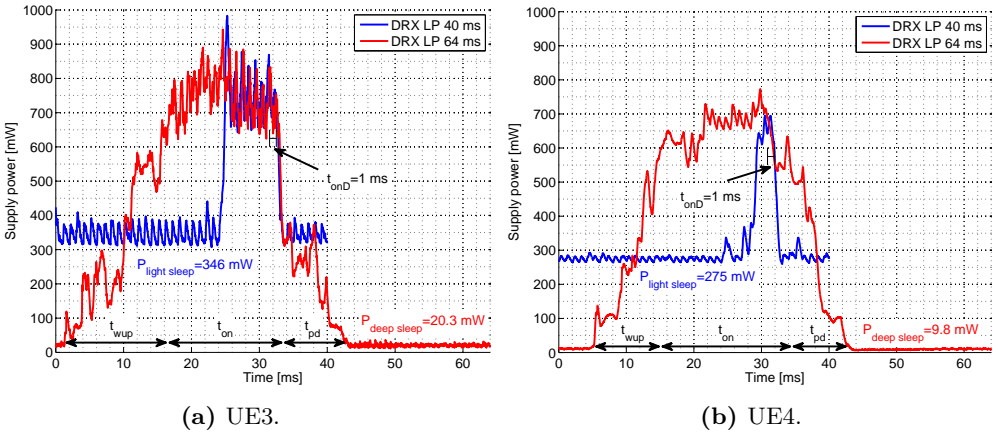 1000
900
800
700
600
500
400
300
200
100
0
Supply power [mW]
DRX LP 40 ms
DRX LP 64 ms
t_onD=1 ms
P_light sleep=346 mW
t_wup
t_on
t_pd
P_deep sleep=20.3 mW
0 10 20 30 40 50 60
Time [ms]
(a) UE3.
1000
900
800
700
600
500
400
300
200
100
0
Supply power [mW]
DRX LP 40 ms
DRX LP 64 ms
t_onD=1 ms
P_light sleep=275 mW
t_wup
t_on
t_pd
P_deep sleep=9.8 mW
0 10 20 30 40 50 60
Time [ms]
(b) UE4.